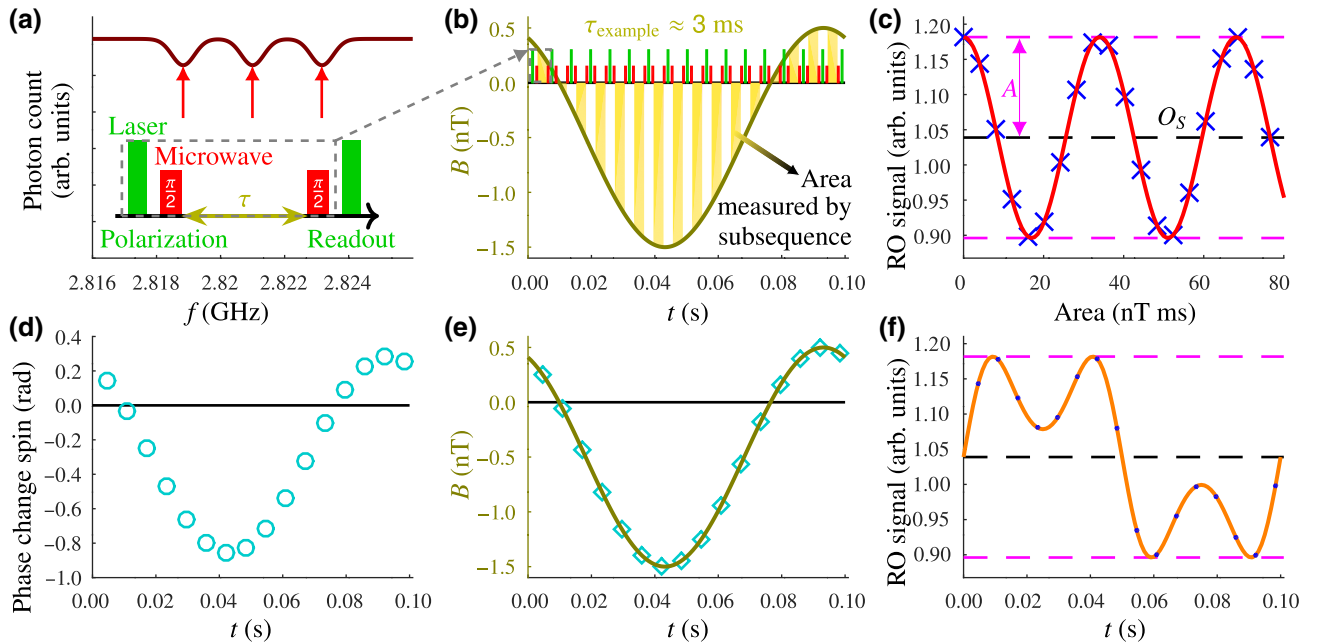 (a)
Photon count
(arb. units)
Laser
Microwave
π/2
τ
π/2
Polarization
Readout
2.816 2.818 2.82 2.822 2.824
f (GHz)
(b)
τexample ≈ 3 ms
B (nT)
0.5
0.0
−0.5
−1.0
−1.5
Area
measured by
subsequence
0.00 0.02 0.04 0.06 0.08 0.10
t (s)
(c)
RO signal (arb. units)
1.20
1.15
1.10
1.05
1.00
0.95
0.90
A
OS
0 20 40 60 80
Area (nT ms)
(d)
Phase change spin (rad)
0.4
0.2
0.0
−0.2
−0.4
−0.6
−0.8
−1.0
0.00 0.02 0.04 0.06 0.08 0.10
t (s)
(e)
B (nT)
0.5
0.0
−0.5
−1.0
−1.5
0.00 0.02 0.04 0.06 0.08 0.10
t (s)
(f)
RO signal (arb. units)
1.20
1.15
1.10
1.05
1.00
0.95
0.90
0.00 0.02 0.04 0.06 0.08 0.10
t (s)